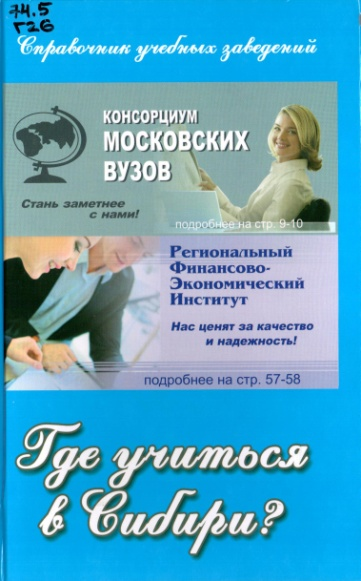 74.5
Г26
Справочник учебных заведений
КОНСОРЦИУМ
МОСКОВСКИХ
ВУЗОВ
Стань заметнее
с нами!
подробнее на стр. 9-10
Региональный
Финансово-
Экономический
Институт
Нас ценят за качество
и надежность!
подробнее на стр. 57-58
Где учиться
в Сибири?